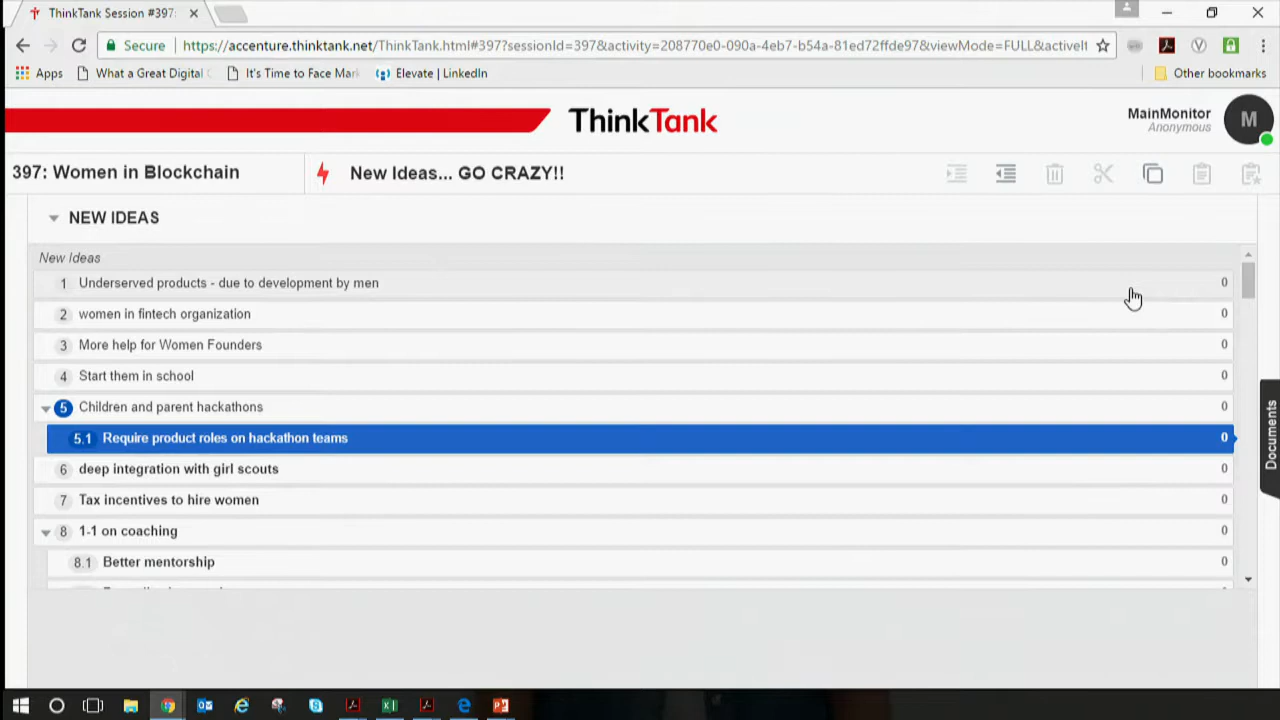 ThinkTank Session #397:
Secure
https://accenture.thinktank.net/ThinkTank.html#397?sessionId=397&activity=208770e0-090a-4eb7-b54a-81ed72ffde97&viewMode=FULL&activeIt
Apps
What a Great Digital
It's Time to Face Mar
Elevate | LinkedIn
Other bookmarks
ThinkTank
MainMonitor
Anonymous
M
397: Women in Blockchain
New Ideas... GO CRAZY!!
NEW IDEAS
New Ideas
1 Underserved products - due to development by men 0
2 women in fintech organization 0
3 More help for Women Founders 0
4 Start them in school 0
5 Children and parent hackathons 0
5.1 Require product roles on hackathon teams 0
6 deep integration with girl scouts 0
7 Tax incentives to hire women 0
8 1-1 on coaching 0
8.1 Better mentorship 0
Documents